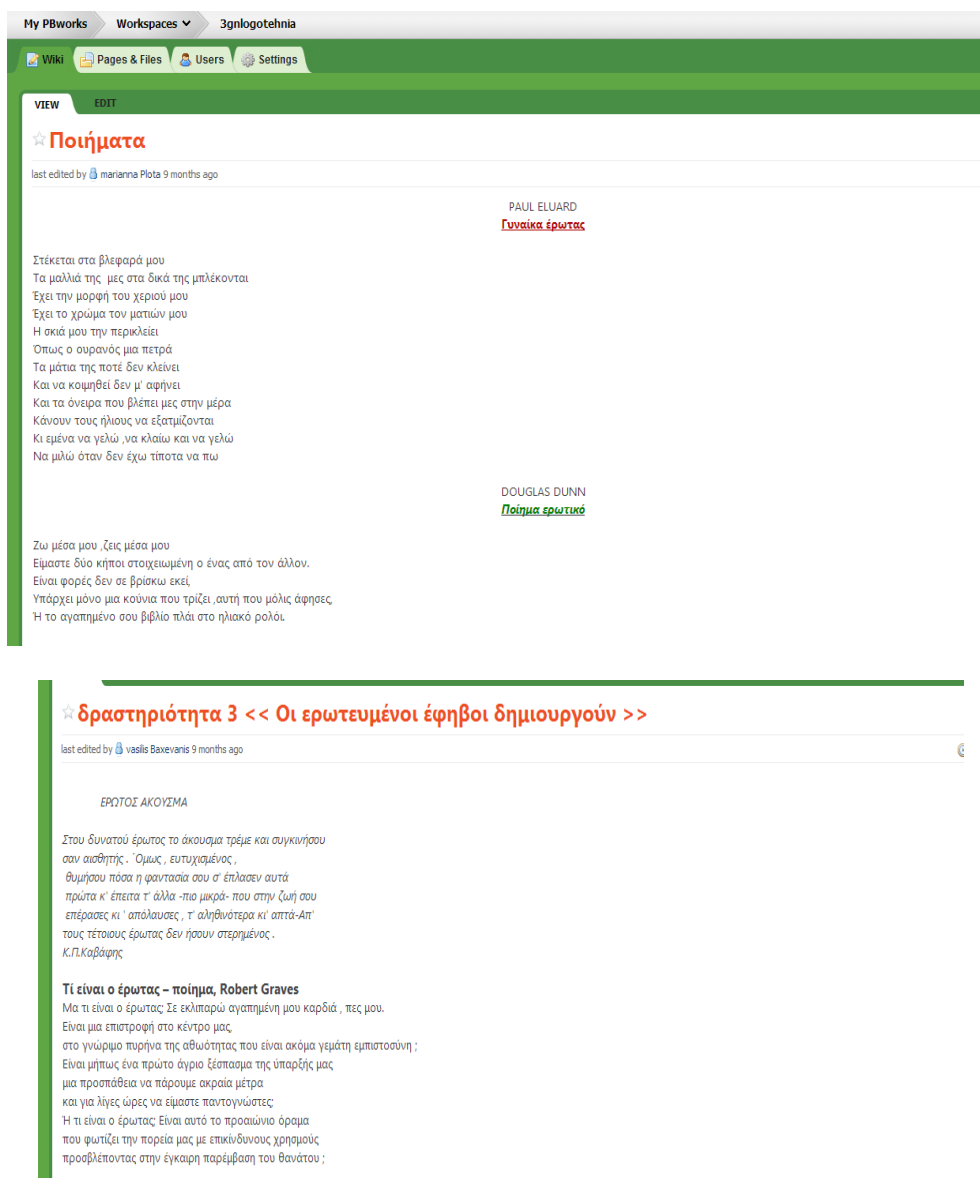 My PBworks Workspaces 3gnlogotehnia
Wiki Pages & Files Users Settings
VIEW EDIT
Ποιήματα
last edited by marianna Plota 9 months ago
PAUL ELUARD
Γυναίκα έρωτας
Στέκεται στα βλεφαρά μου
Τα μαλλιά της μες στα δικά της μπλέκονται
Έχει την μορφή του χεριού μου
Έχει το χρώμα τον ματιών μου
Η σκιά μου την περικλείει
Όπως ο ουρανός μια πετρά
Τα μάτια της ποτέ δεν κλείνει
Και να κοιμηθεί δεν μ' αφήνει
Και τα όνειρα που βλέπει μες στην μέρα
Κάνουν τους ήλιους να εξατμίζονται
Κι εμένα να γελώ ,να κλαίω και να γελώ
Να μιλώ όταν δεν έχω τίποτα να πω
DOUGLAS DUNN
Ποίημα ερωτικό
Ζω μέσα μου ,ζεις μέσα μου
Είμαστε δύο κήποι στοιχειωμένη ο ένας από τον άλλον.
Είναι φορές δεν σε βρίσκω εκεί,
Υπάρχει μόνο μια κούνια που τρίζει ,αυτή που μόλις άφησες,
Ή το αγαπημένο σου βιβλίο πλάι στο ηλιακό ρολόι.
δραστηριότητα 3 << Οι ερωτευμένοι έφηβοι δημιουργούν >>
last edited by vasilis Baxevanis 9 months ago
ΕΡΩΤΟΣ ΑΚΟΥΣΜΑ
Στου δυνατού έρωτος το άκουσμα τρέμε και συγκινήσου
σαν αισθητής . Όμως , ευτυχισμένος ,
θυμήσου πόσα η φαντασία σου σ' έπλασεν αυτά
πρώτα κ' έπειτα τ' άλλα -πιο μικρά- που στην ζωή σου
επέρασες κι ' απόλαυσες , τ' αληθινότερα κι' απτά-Απ'
τους τέτοιους έρωτας δεν ήσουν στερημένος .
Κ.Π.Καβάφης
Τί είναι ο έρωτας – ποίημα, Robert Graves
Μα τι είναι ο έρωτας; Σε εκλιπαρώ αγαπημένη μου καρδιά , πες μου.
Είναι μια επιστροφή στο κέντρο μας,
στο γνώριμο πυρήνα της αθωότητας που είναι ακόμα γεμάτη εμπιστοσύνη ;
Είναι μήπως ένα πρώτο άγριο ξέσπασμα της ύπαρξής μας
μια προσπάθεια να πάρουμε ακραία μέτρα
και για λίγες ώρες να είμαστε παντογνώστες;
Ή τι είναι ο έρωτας; Είναι αυτό το προαιώνιο όραμα
που φωτίζει την πορεία μας με επικίνδυνους χρησμούς
προσβλέποντας στην έγκαιρη παρέμβαση του θανάτου ;